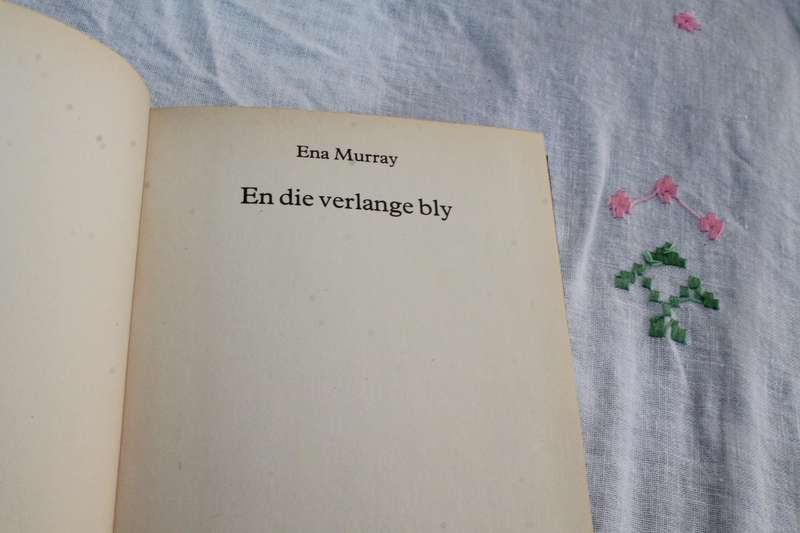 Ena Murray
En die verlange bly